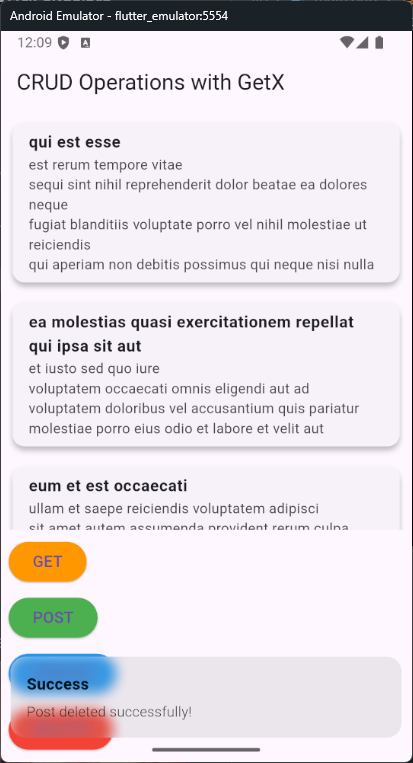 Android Emulator - flutter_emulator:5554
12:09
CRUD Operations with GetX
qui est esse
est rerum tempore vitae
sequi sint nihil reprehenderit dolor beatae ea dolores
neque
fugiat blanditiis voluptate porro vel nihil molestiae ut
reiciendis
qui aperiam non debitis possimus qui neque nisi nulla
ea molestias quasi exercitationem repellat
qui ipsa sit aut
et iusto sed quo iure
voluptatem occaecati omnis eligendi aut ad
voluptatem doloribus vel accusantium quis pariatur
molestiae porro eius odio et labore et velit aut
eum et est occaecati
ullam et saepe reiciendis voluptatem adipisci
sit amet autem assumenda provident rerum culpa
GET
POST
Success
Post deleted successfully!